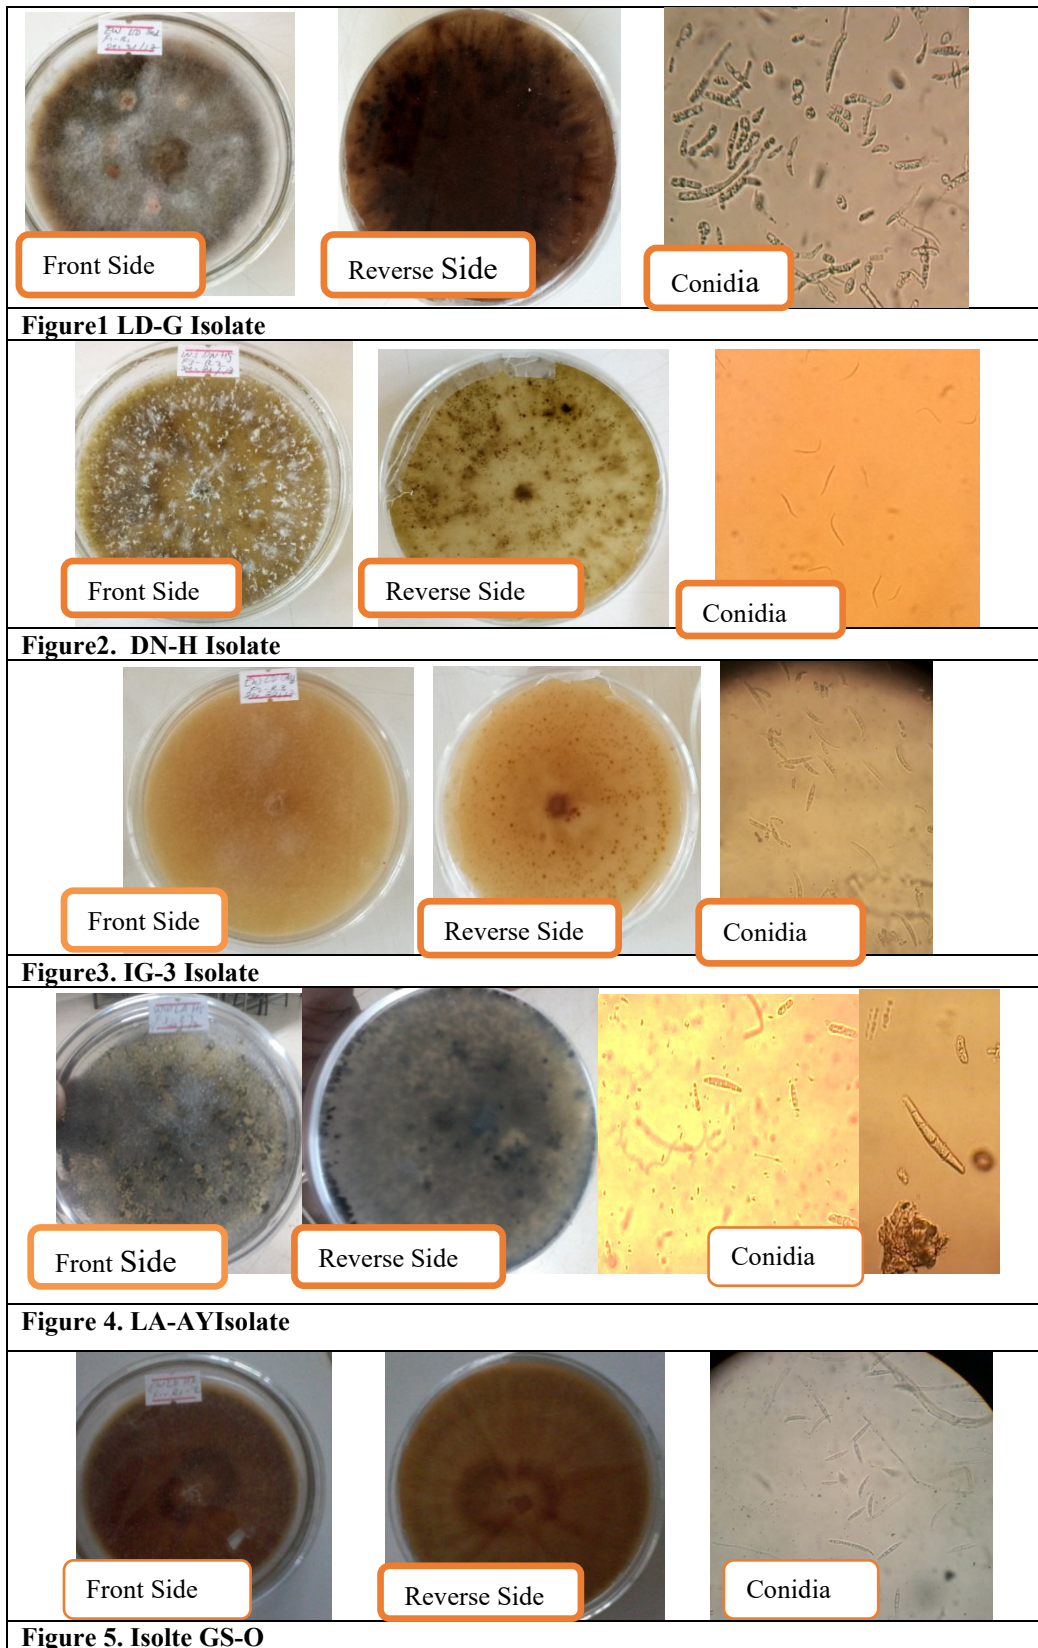 Front Side
Reverse Side
Conidia
Figure1 LD-G Isolate
Front Side
Reverse Side
Conidia
Figure2. DN-H Isolate
Front Side
Reverse Side
Conidia
Figure3. IG-3 Isolate
Front Side
Reverse Side
Conidia
Figure 4. LA-AYIsolate
Front Side
Reverse Side
Conidia
Figure 5. Isolte GS-O